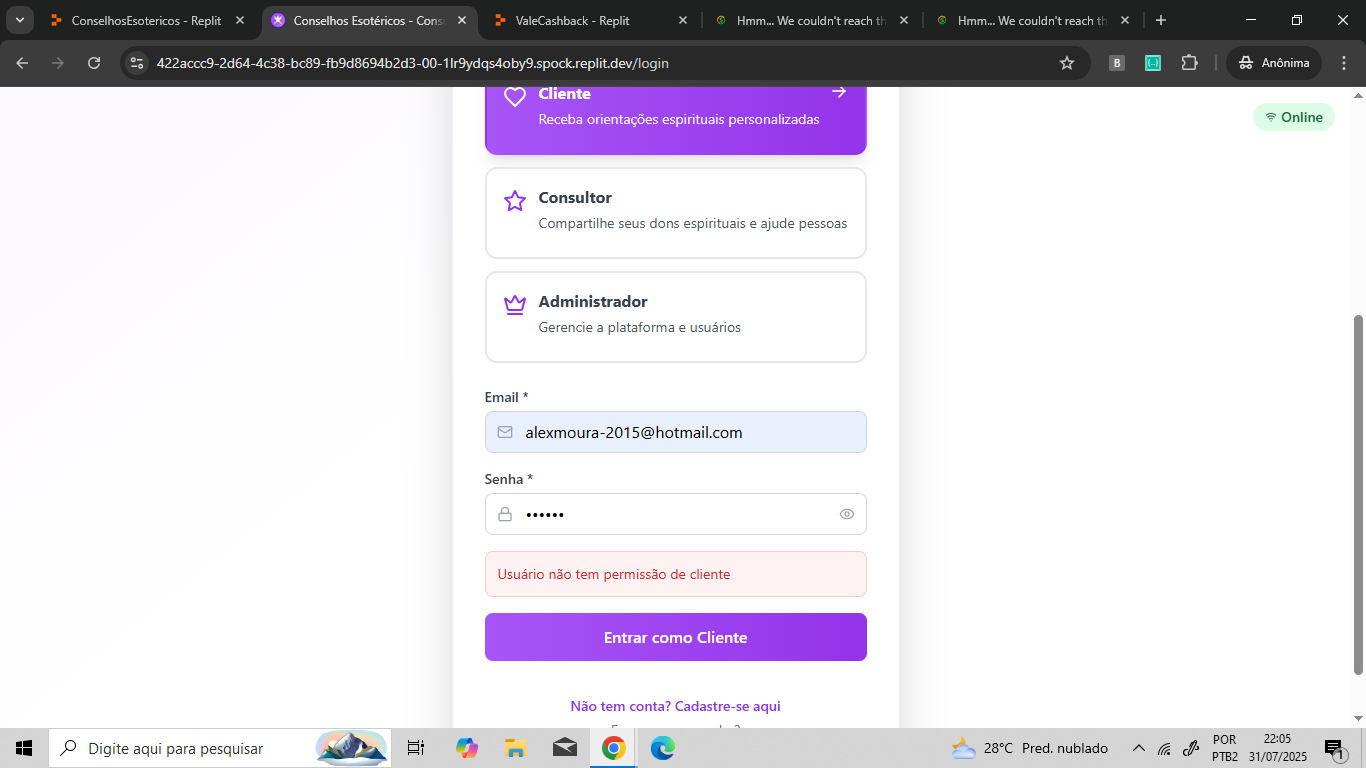 ConselhosEsotericos - Replit
Conselhos Esotéricos - Cons
ValeCashback - Replit
Hmm... We couldn't reach th
Hmm... We couldn't reach th
422accc9-2d64-4c38-bc89-fb9d8694b2d3-00-1lr9ydqs4oby9.spock.replit.dev/login
B
Anônima
Online
Cliente
Receba orientações espirituais personalizadas
Consultor
Compartilhe seus dons espirituais e ajude pessoas
Administrador
Gerencie a plataforma e usuários
Email *
alexmoura-2015@hotmail.com
Senha *
••••••
Usuário não tem permissão de cliente
Entrar como Cliente
Não tem conta? Cadastre-se aqui
Digite aqui para pesquisar
28°C Pred. nublado
POR
PTB2
22:05
31/07/2025
1